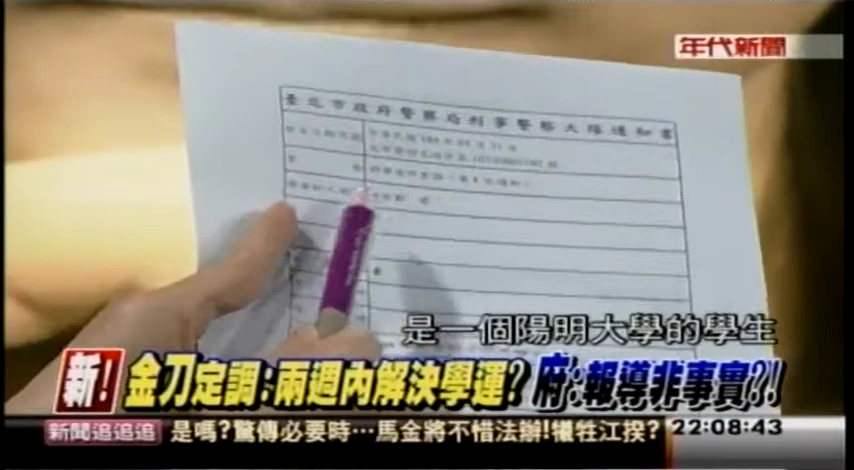 年代新聞
臺北市政府警察局刑事警察大隊通知書
是一個陽明大學的學生
新! 金刀定調:兩週內解決學運? 府:報導非事實?!
新聞追追追 是嗎?驚傳必要時…馬金將不惜法辦!犧牲江揆? 22:08:43